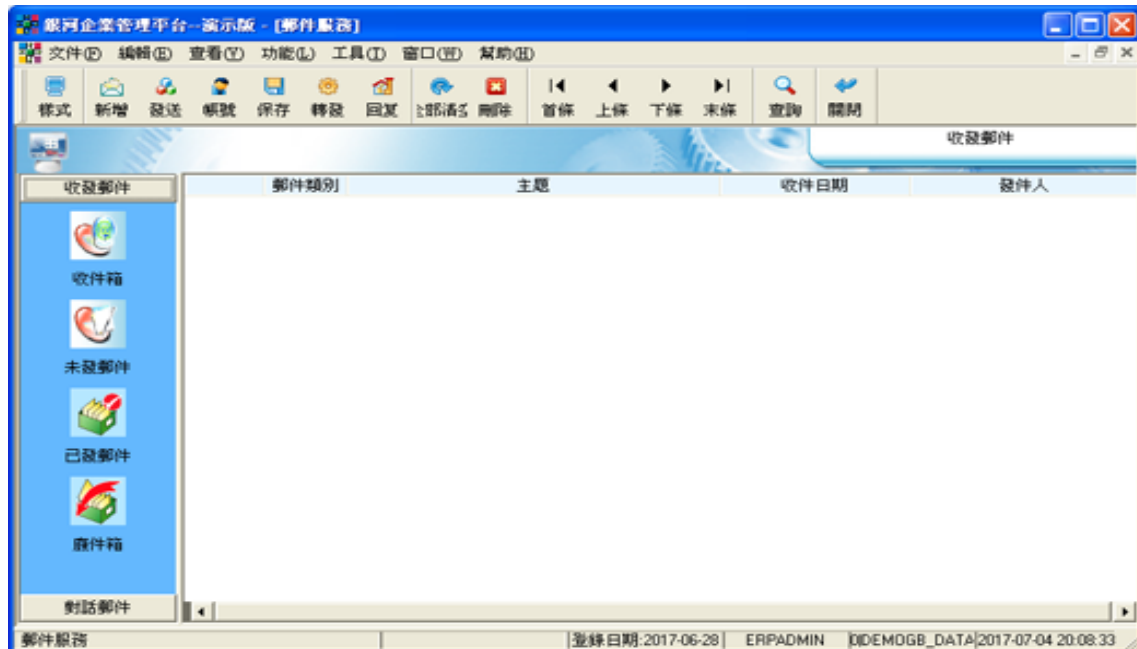 銀河企業管理平台--演示版 - [郵件服務]
文件(F) 編輯(E) 查看(Y) 功能(L) 工具(T) 窗口(W) 幫助(H)
樣式 新增 發送 帳號 保存 轉發 回复 刪除 首條 上條 下條 末條 查詢 關閉
收發郵件
收發郵件 郵件類別 主題 收件日期 發件人
收件箱
未發郵件
已發郵件
廢件箱
對話郵件
郵件服務 登錄日期:2017-06-28 ERPADMIN DEMOGB_DATA 2017-07-04 20:08:33